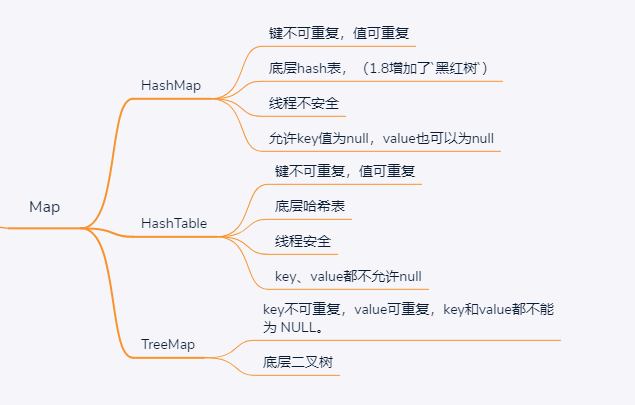 Map
HashMap
键不可重复，值可重复
底层hash表，（1.8增加了`黑红树`）
线程不安全
允许key值为null，value也可以为null
HashTable
键不可重复，值可重复
底层哈希表
线程安全
key、value都不允许null
TreeMap
key不可重复，value可重复，key和value都不能
为 NULL。
底层二叉树